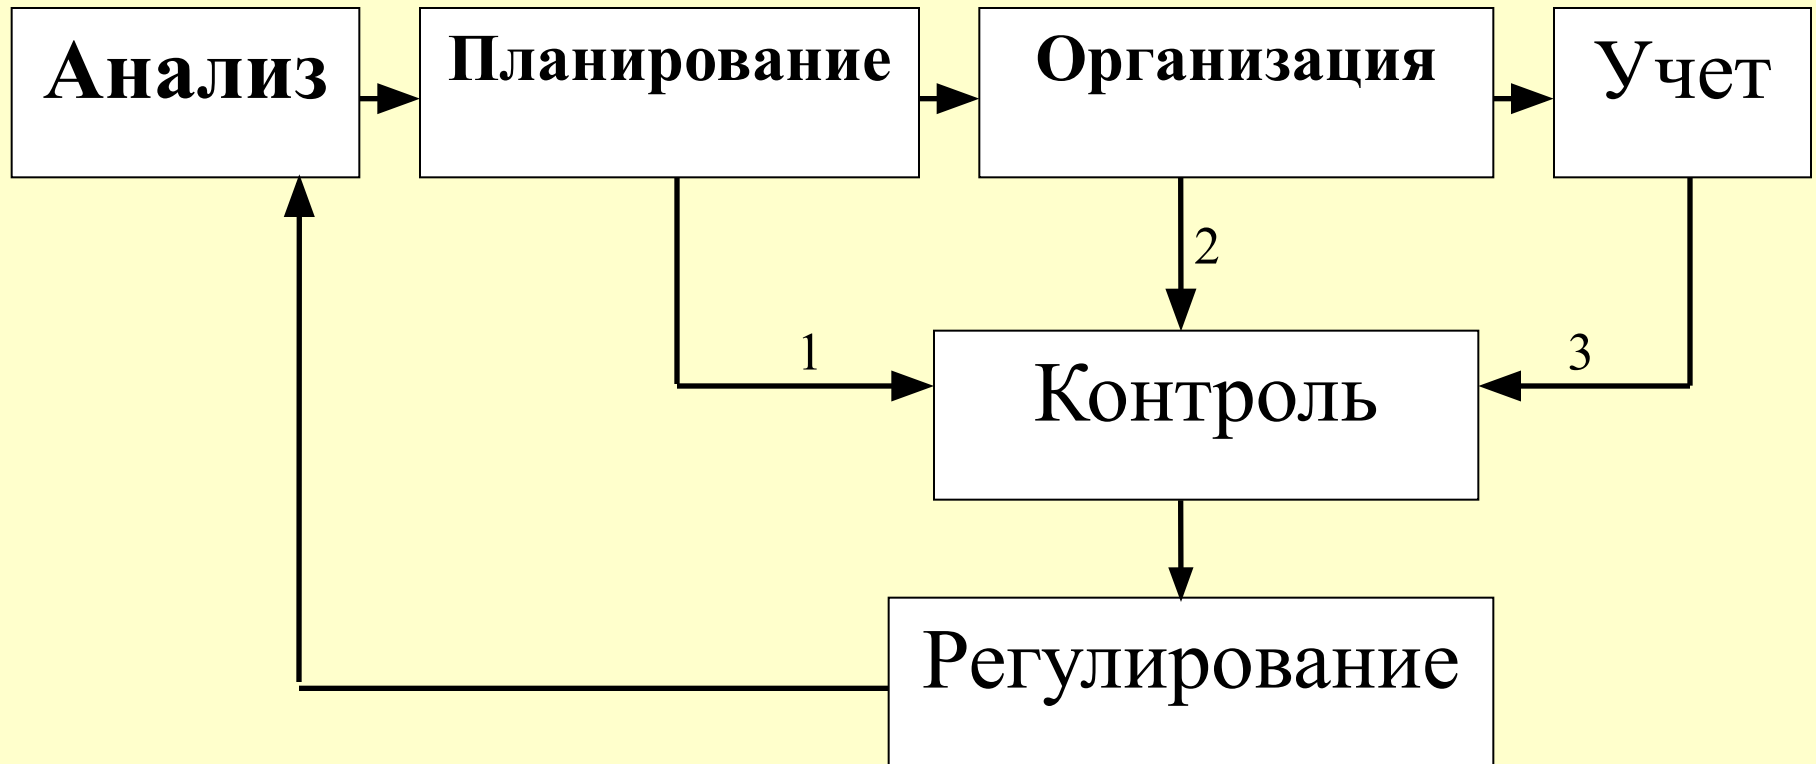 Анализ
Планирование
Организация
Учет
2
1
3
Контроль
Регулирование